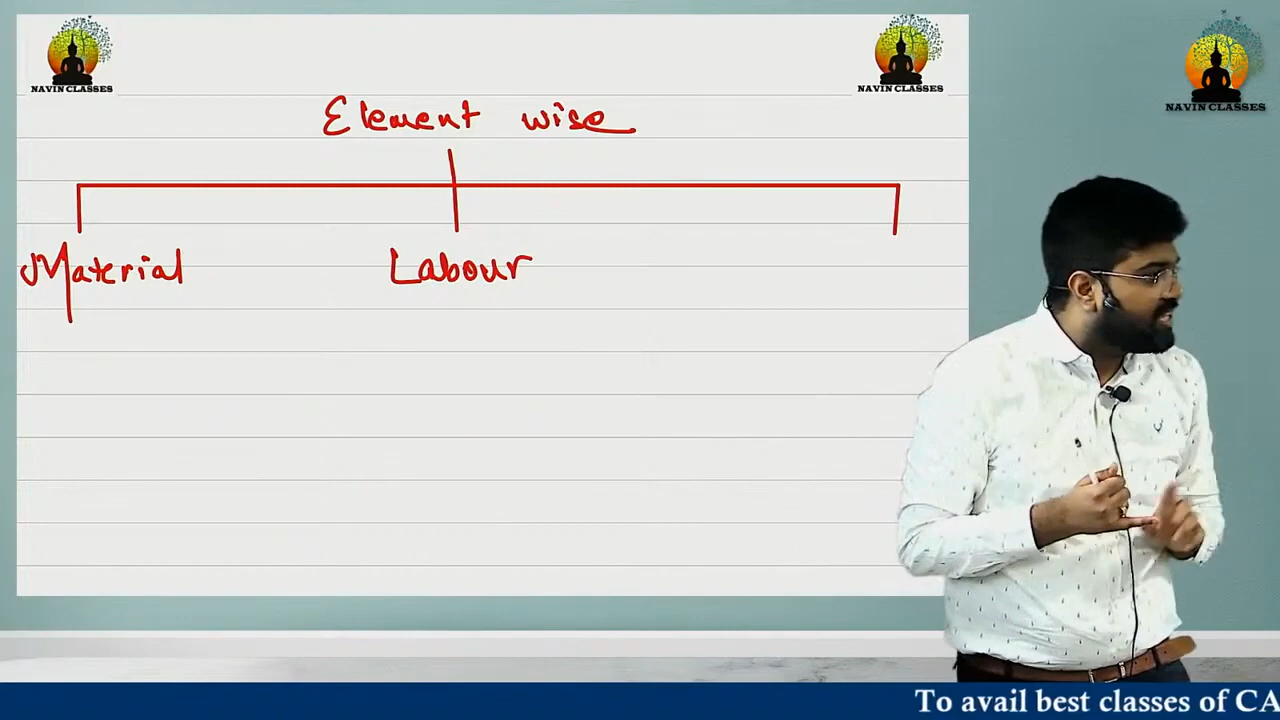 NAVIN CLASSES
NAVIN CLASSES
NAVIN CLASSES
Element wise
Material
Labour
To avail best classes of CA